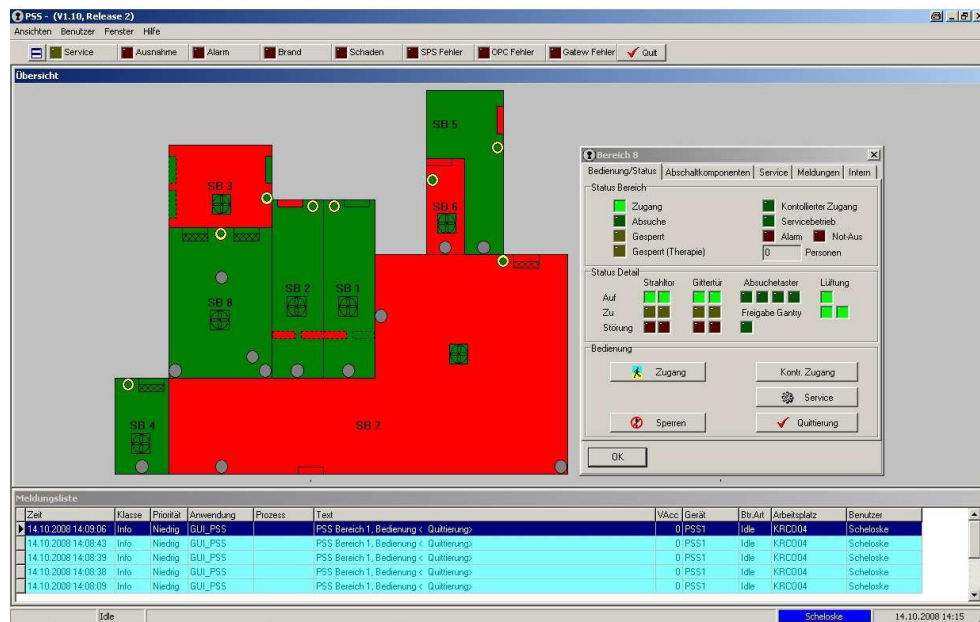 PSS - (V1.10, Release 2)
Ansichten Benutzer Fenster Hilfe
Service Ausnahme Alarm Brand Schaden SPS Fehler OPC Fehler Gatew Fehler Quit
Übersicht
SB 5
SB 3
SB 6
SB 8
SB 2
SB 1
SB 4
SB 7
Bereich 8
Bedienung/Status Abschaltkomponenten Service Meldungen Intern
Status Bereich
Zugang Kontollierter Zugang
Absuche Servicebetrieb
Gesperrt Alarm Not-Aus
Gesperrt (Therapie) 0 Personen
Status Detail
Strahltor Gittertür Absuchetaster Lüftung
Auf
Zu Freigabe Gantry
Störung
Bedienung
Zugang Kontr. Zugang
Service
Sperren Quittierung
OK
Meldungsliste
Zeit Klasse Priorität Anwendung Prozess Text VAcc Gerät Btr.Art Arbeitsplatz Benutzer
14.10.2008 14:09:06 Info Niedrig GUI_PSS PSS Bereich 1, Bedienung < Quittierung> 0 PSS1 Idle KRCO04 Scheloske
14.10.2008 14:08:43 Info Niedrig GUI_PSS PSS Bereich 1, Bedienung < Quittierung> 0 PSS1 Idle KRCO04 Scheloske
14.10.2008 14:08:39 Info Niedrig GUI_PSS PSS Bereich 1, Bedienung < Quittierung> 0 PSS1 Idle KRCO04 Scheloske
14.10.2008 14:08:38 Info Niedrig GUI_PSS PSS Bereich 1, Bedienung < Quittierung> 0 PSS1 Idle KRCO04 Scheloske
14.10.2008 14:08:09 Info Niedrig GUI_PSS PSS Bereich 1, Bedienung < Quittierung> 0 PSS1 Idle KRCO04 Scheloske
Idle Scheloske 14.10.2008 14:15